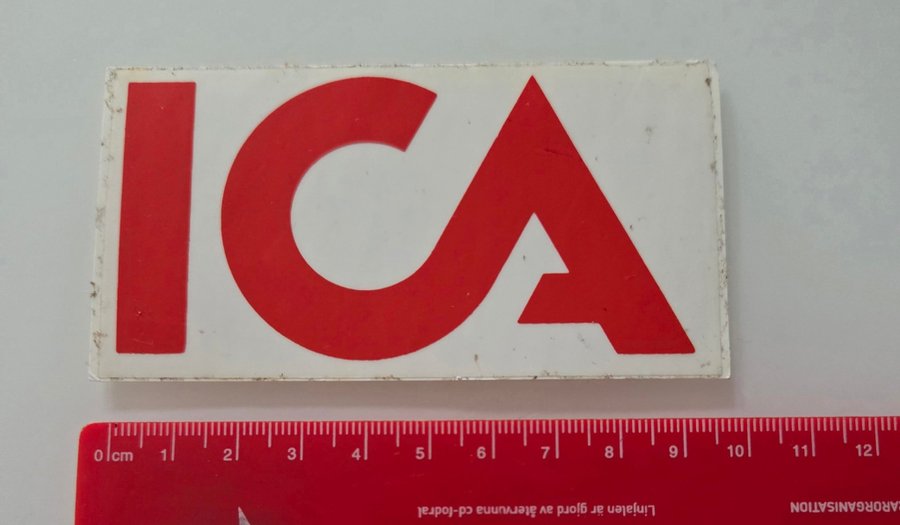 ICA
0 cm 1 2 3 4 5 6 7 8 9 10 11 12
Linjalen är gjord av återvunna cd-fodral
ARORGANISATION